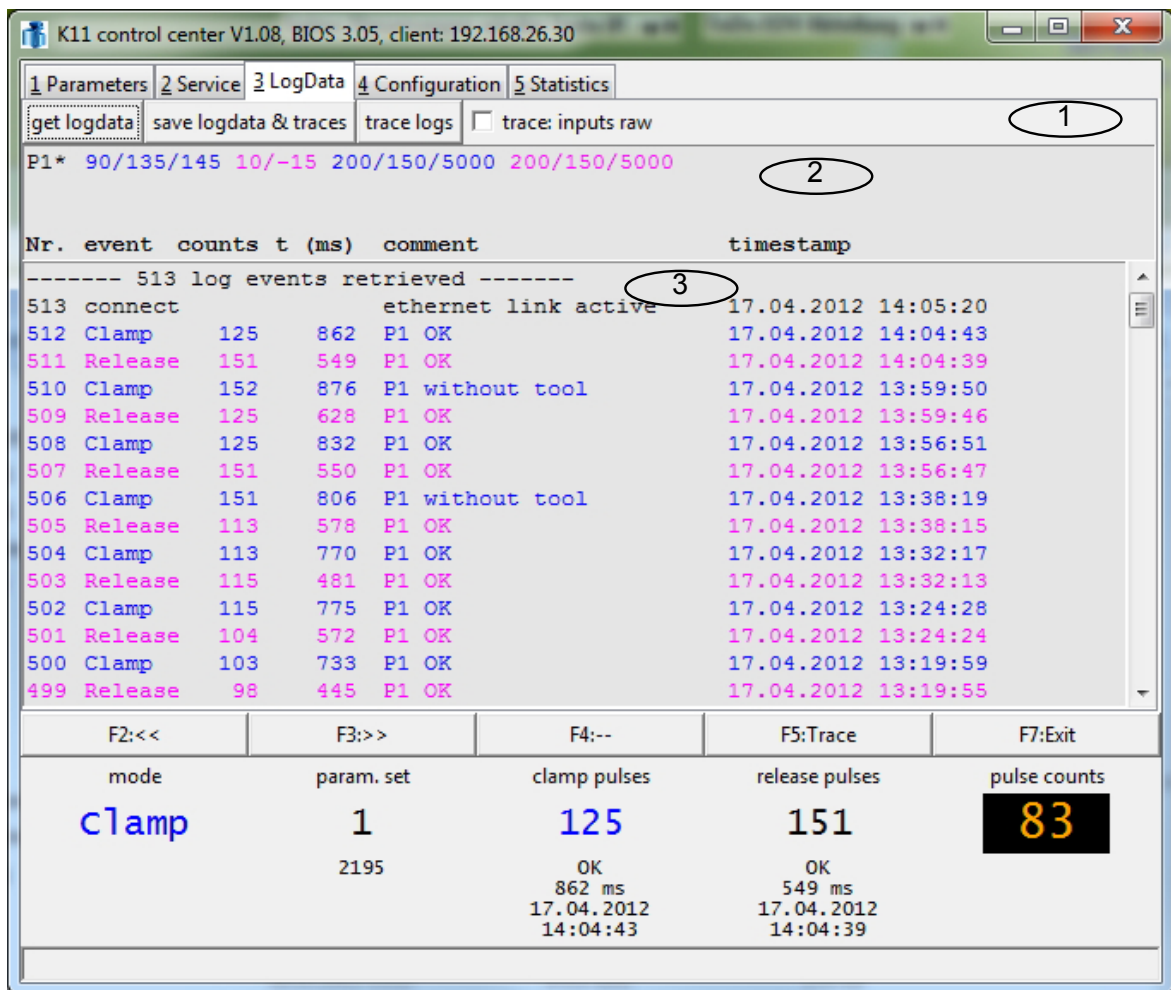 K11 control center V1.08, BIOS 3.05, client: 192.168.26.30
1 Parameters 2 Service 3 LogData 4 Configuration 5 Statistics
get logdata save logdata & traces trace logs trace: inputs raw 1
P1* 90/135/145 10/-15 200/150/5000 200/150/5000 2
Nr. event counts t (ms) comment timestamp
------- 513 log events retrieved ------- 3
513 connect ethernet link active 17.04.2012 14:05:20
512 Clamp 125 862 P1 OK 17.04.2012 14:04:43
511 Release 151 549 P1 OK 17.04.2012 14:04:39
510 Clamp 152 876 P1 without tool 17.04.2012 13:59:50
509 Release 125 628 P1 OK 17.04.2012 13:59:46
508 Clamp 125 832 P1 OK 17.04.2012 13:56:51
507 Release 151 550 P1 OK 17.04.2012 13:56:47
506 Clamp 151 806 P1 without tool 17.04.2012 13:38:19
505 Release 113 578 P1 OK 17.04.2012 13:38:15
504 Clamp 113 770 P1 OK 17.04.2012 13:32:17
503 Release 115 481 P1 OK 17.04.2012 13:32:13
502 Clamp 115 775 P1 OK 17.04.2012 13:24:28
501 Release 104 572 P1 OK 17.04.2012 13:24:24
500 Clamp 103 733 P1 OK 17.04.2012 13:19:59
499 Release 98 445 P1 OK 17.04.2012 13:19:55
F2:<< F3:>> F4:-- F5:Trace F7:Exit
mode param. set clamp pulses release pulses pulse counts
Clamp 1 125 151 83
2195 OK OK
862 ms 549 ms
17.04.2012 17.04.2012
14:04:43 14:04:39